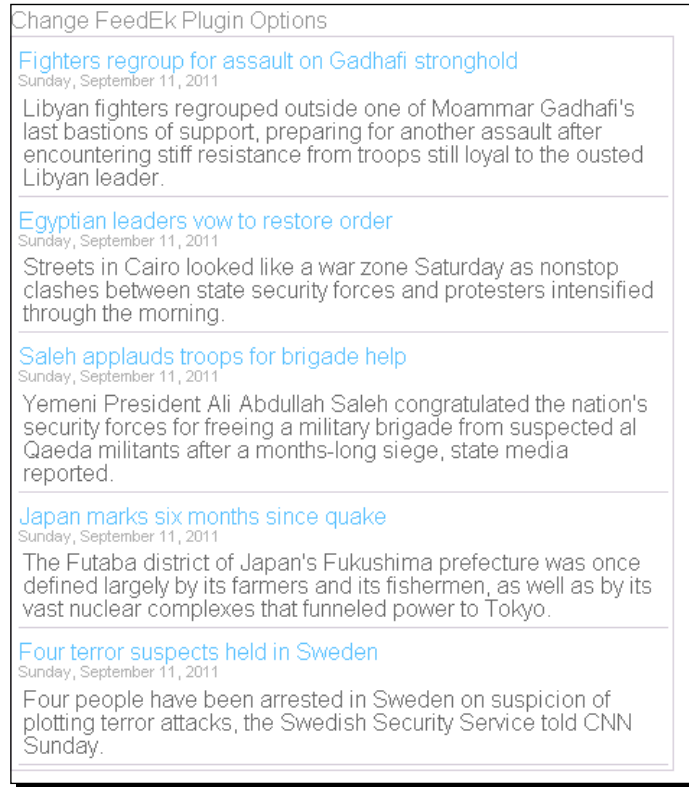 Change FeedEk Plugin Options
Fighters regroup for assault on Gadhafi stronghold
Sunday, September 11, 2011
Libyan fighters regrouped outside one of Moammar Gadhafi's
last bastions of support, preparing for another assault after
encountering stiff resistance from troops still loyal to the ousted
Libyan leader.
Egyptian leaders vow to restore order
Sunday, September 11, 2011
Streets in Cairo looked like a war zone Saturday as nonstop
clashes between state security forces and protesters intensified
through the morning.
Saleh applauds troops for brigade help
Sunday, September 11, 2011
Yemeni President Ali Abdullah Saleh congratulated the nation's
security forces for freeing a military brigade from suspected al
Qaeda militants after a months-long siege, state media
reported.
Japan marks six months since quake
Sunday, September 11, 2011
The Futaba district of Japan's Fukushima prefecture was once
defined largely by its farmers and its fishermen, as well as by its
vast nuclear complexes that funneled power to Tokyo.
Four terror suspects held in Sweden
Sunday, September 11, 2011
Four people have been arrested in Sweden on suspicion of
plotting terror attacks, the Swedish Security Service told CNN
Sunday.